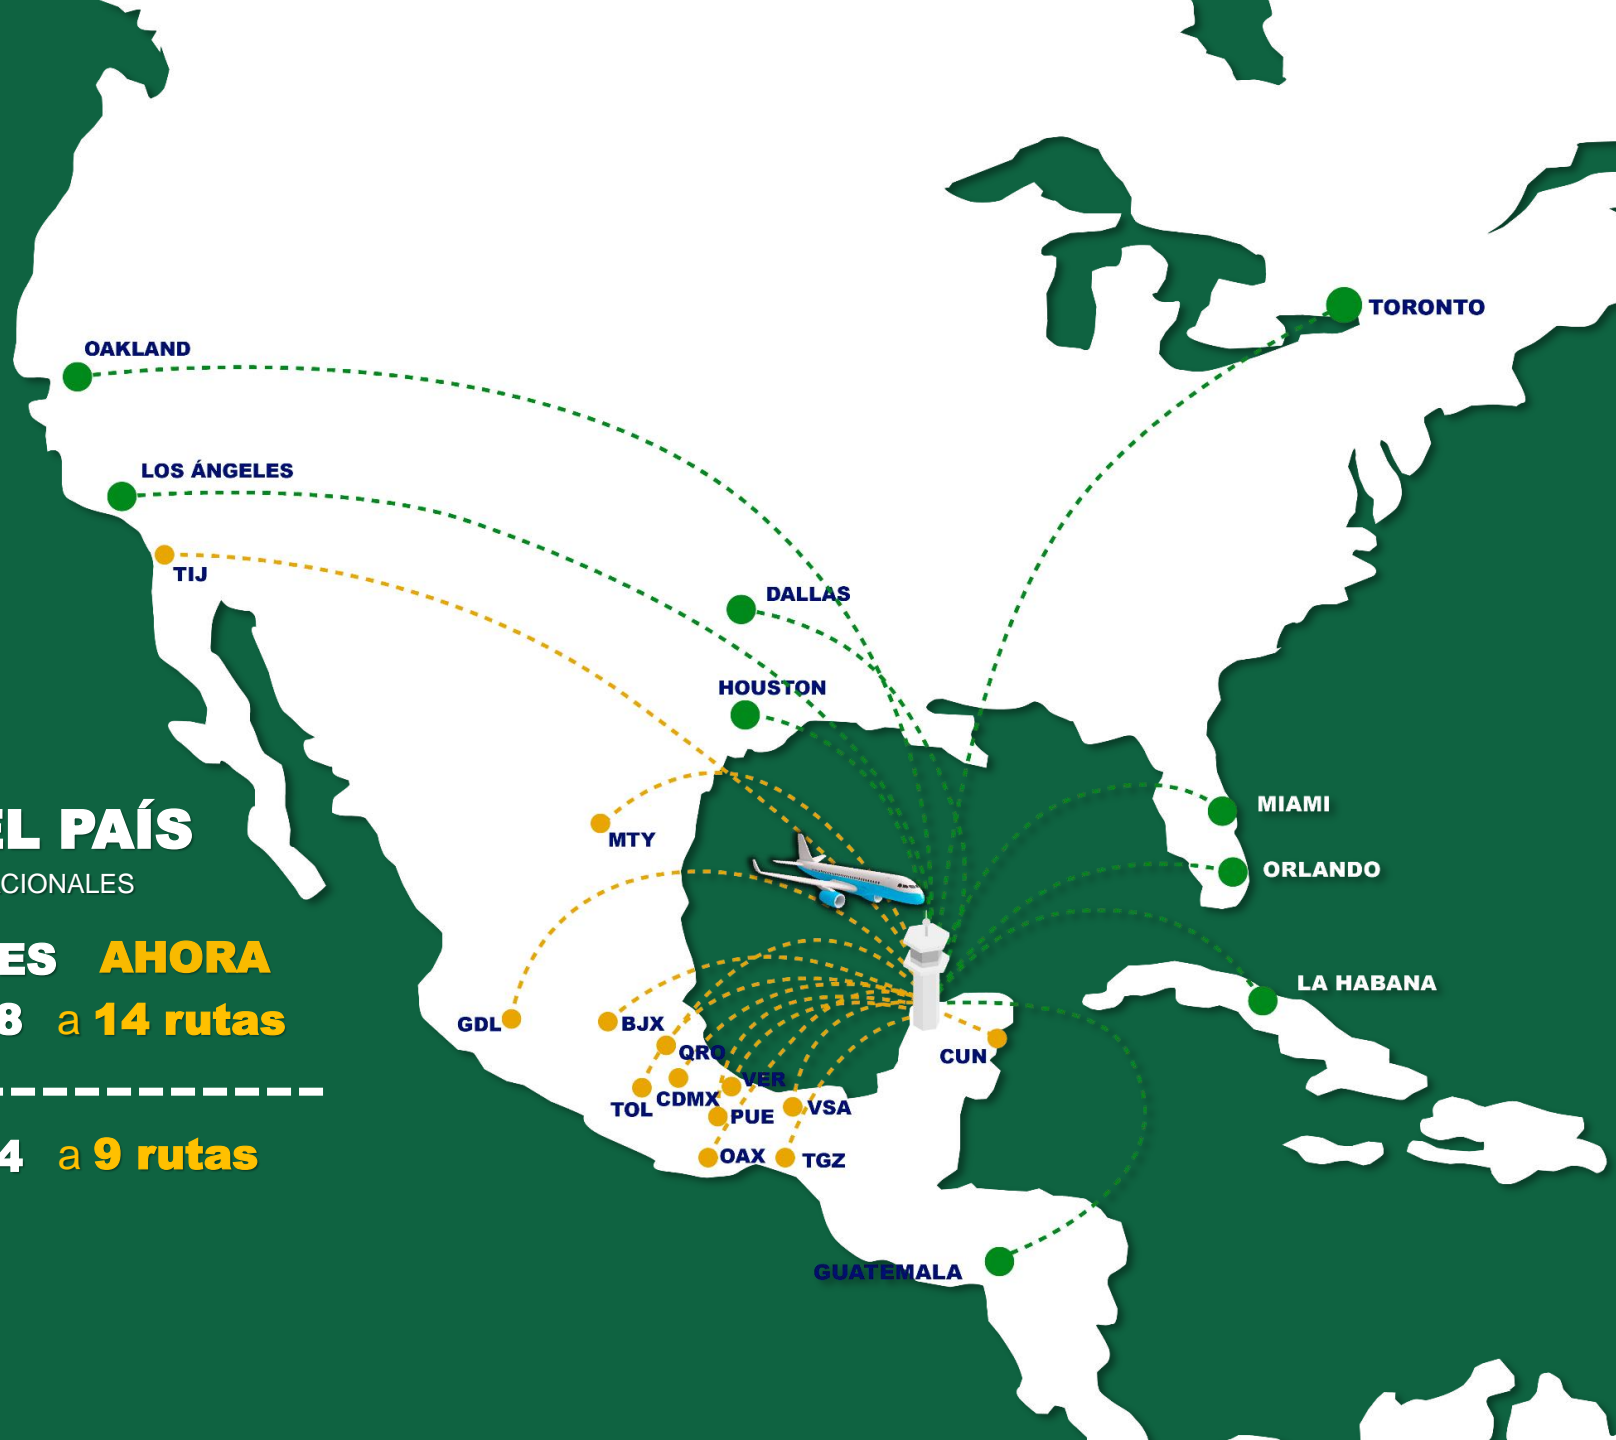 TORONTO
OAKLAND
LOS ÁNGELES
TIJ
DALLAS
HOUSTON
MIAMI
MTY
EL PAÍS
ORLANDO
CIONALES
ES AHORA
LA HABANA
8 a 14 rutas
GDL
BJX
QRO
CUN
VER
CDMX
TOL
PUE
VSA
4 a 9 rutas
OAX
TGZ
GUATEMALA